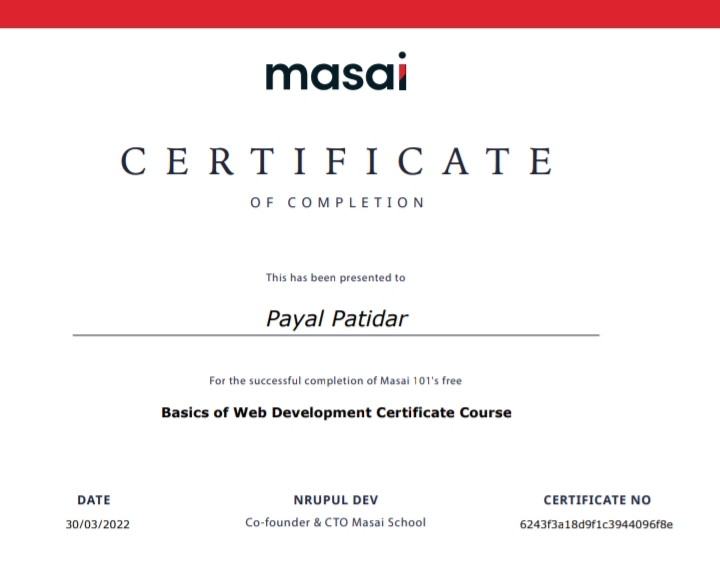 masai
CERTIFICATE
OF COMPLETION
This has been presented to
Payal Patidar
For the successful completion of Masai 101's free
Basics of Web Development Certificate Course
DATE
30/03/2022
NRUPUL DEV
Co-founder & CTO Masai School
CERTIFICATE NO
6243f3a18d9f1c3944096f8e